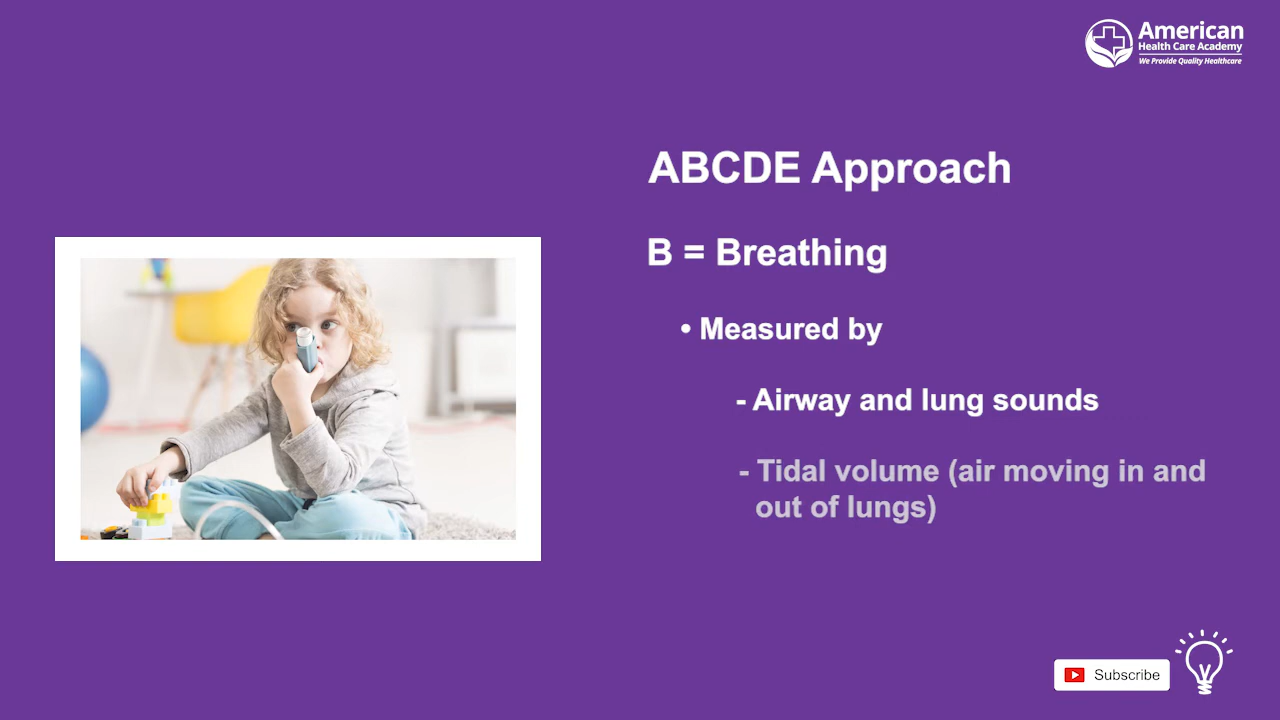 American
Health Care Academy
We Provide Quality Healthcare
ABCDE Approach
B = Breathing
• Measured by
- Airway and lung sounds
- Tidal volume (air moving in and
out of lungs)
Subscribe